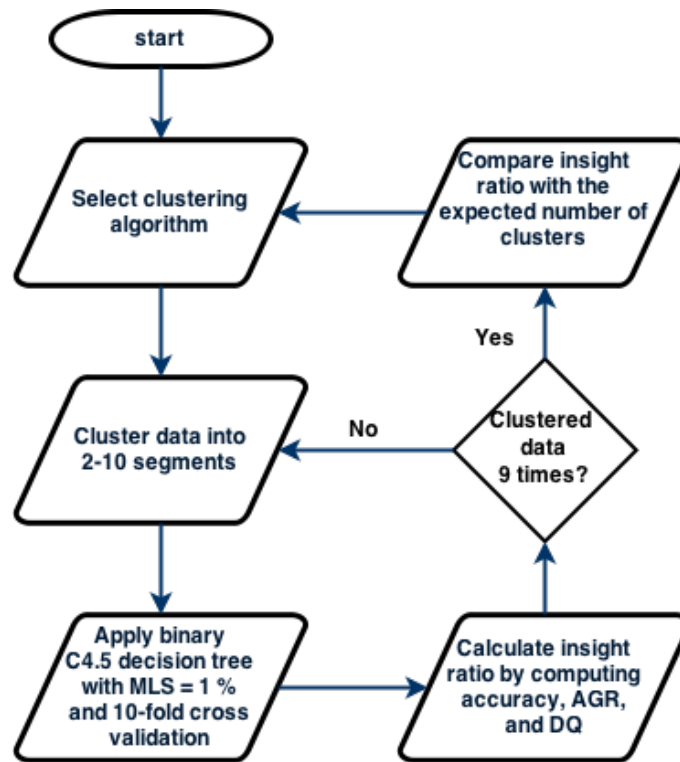 start
Select clustering
algorithm
Cluster data into
2-10 segments
Apply binary
C4.5 decision tree
with MLS = 1 %
and 10-fold cross
validation
Calculate insight
ratio by computing
accuracy, AGR,
and DQ
Clustered
data
9 times?
No
Yes
Compare insight
ratio with the
expected number of
clusters